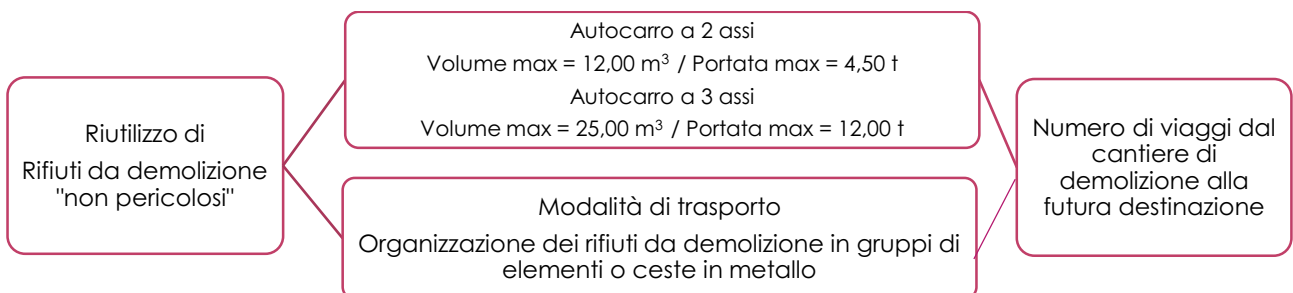 Riutilizzo di
Rifiuti da demolizione
"non pericolosi"
Autocarro a 2 assi
Volume max = 12,00 m³ / Portata max = 4,50 t
Autocarro a 3 assi
Volume max = 25,00 m³ / Portata max = 12,00 t
Modalità di trasporto
Organizzazione dei rifiuti da demolizione in gruppi di
elementi o ceste in metallo
Numero di viaggi dal
cantiere di
demolizione alla
futura destinazione